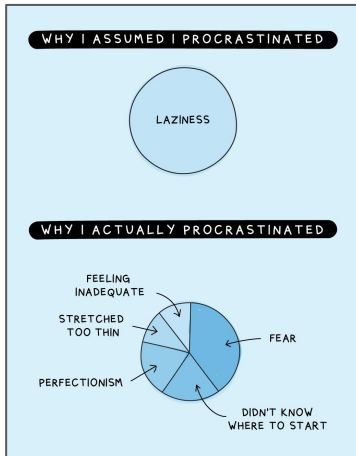 WHY I ASSUMED I PROCRASTINATED
LAZINESS
WHY I ACTUALLY PROCRASTINATED
FEELING
INADEQUATE
STRETCHED
TOO THIN
FEAR
PERFECTIONISM
DIDN'T KNOW
WHERE TO START